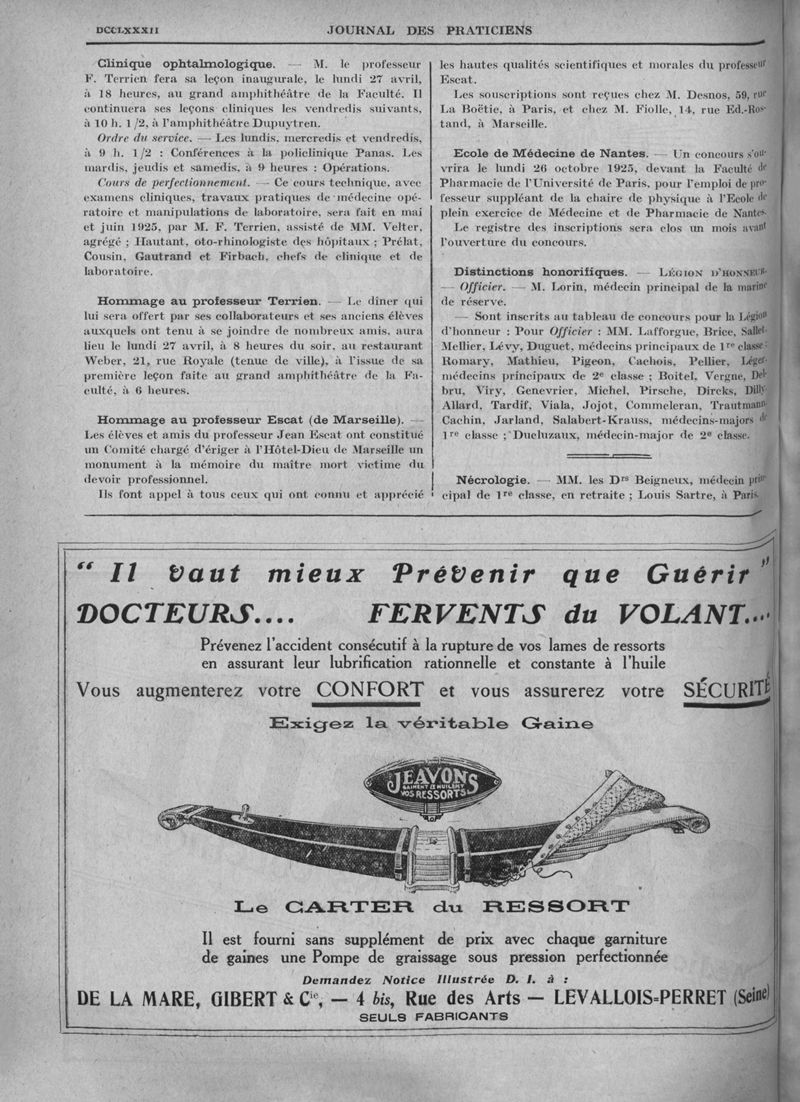 DCCLXXXII
JOURNAL DES PRATICIENS
Clinique ophtalmologique. — M. le professeur
F. Terrien fera sa leçon inaugurale, le lundi 27 avril,
à 18 heures, au grand amphithéâtre de la Faculté. Il
continuera ses leçons cliniques les vendredis suivants,
à 10 h. 1/2, à l'amphithéâtre Dupuytren.
Ordre du service. — Les lundis, mercredis et vendredis,
à 9 h. 1/2 : Conférences à la policlinique Panas. Les
mardis, jeudis et samedis, à 9 heures : Opérations.
Cours de perfectionnement. — Ce cours technique, avec
examens cliniques, travaux pratiques de médecine opé-
ratoire et manipulations de laboratoire, sera fait en mai
et juin 1925, par M. F. Terrien, assisté de MM. Velter,
agrégé ; Hautant, oto-rhinologiste des hôpitaux ; Prélat,
Cousin, Gautrand et Firbach, chefs de clinique et de
laboratoire.
Hommage au professeur Terrien. — Le dîner qui
lui sera offert par ses collaborateurs et ses anciens élèves
auxquels ont tenu à se joindre de nombreux amis, aura
lieu le lundi 27 avril, à 8 heures du soir, au restaurant
Weber, 21, rue Royale (tenue de ville), à l'issue de sa
première leçon faite au grand amphithéâtre de la Fa-
culté, à 6 heures.
Hommage au professeur Escat (de Marseille). —
Les élèves et amis du professeur Jean Escat ont constitué
un Comité chargé d'ériger à l'Hôtel-Dieu de Marseille un
monument à la mémoire du maître mort victime du
devoir professionnel.
Ils font appel à tous ceux qui ont connu et apprécié
les hautes qualités scientifiques et morales du professeur
Escat.
Les souscriptions sont reçues chez M. Desnos, 59, rue
La Boëtie, à Paris, et chez M. Fiolle, 14, rue Ed.-Ros-
tand, à Marseille.
Ecole de Médecine de Nantes. — Un concours s'ou-
vrira le lundi 26 octobre 1925, devant la Faculté de
Pharmacie de l'Université de Paris, pour l'emploi de pro-
fesseur suppléant de la chaire de physique à l'Ecole de
plein exercice de Médecine et de Pharmacie de Nantes.
Le registre des inscriptions sera clos un mois avant
l'ouverture du concours.
Distinctions honorifiques. — LÉGION D'HONNEUR.
— Officier. — M. Lorin, médecin principal de la marine
de réserve.
— Sont inscrits au tableau de concours pour la Légion
d'honneur : Pour Officier : MM. Lafforgue, Brice, Sallet-
Mellier, Lévy, Duguet, médecins principaux de 1re classe ;
Romary, Mathieu, Pigeon, Cachois, Pellier, Léger,
médecins principaux de 2e classe ; Boitel, Vergne, Del-
bru, Viry, Genevrier, Michel, Pirsche, Dircks, Dilly,
Allard, Tardif, Viala, Jojot, Commeleran, Trautmann,
Cachin, Jarland, Salabert-Krauss, médecins-majors de
1re classe ; Ducluzaux, médecin-major de 2e classe.
Nécrologie. — MM. les Drs Beigneux, médecin prin-
cipal de 1re classe, en retraite ; Louis Sartre, à Paris.
" Il Vaut mieux PréVenir que Guérir "
DOCTEURS.... FERVENTS du VOLANT....
Prévenez l'accident consécutif à la rupture de vos lames de ressorts
en assurant leur lubrification rationnelle et constante à l'huile
Vous augmenterez votre CONFORT et vous assurerez votre SÉCURITÉ
Exigez la véritable Gaine
JEAVONS
GAINENT & HUILENT
VOS RESSORTS
Le CARTER du RESSORT
Il est fourni sans supplément de prix avec chaque garniture
de gaines une Pompe de graissage sous pression perfectionnée
Demandez Notice Illustrée D. I. à :
DE LA MARE, GIBERT & Cie, — 4 bis, Rue des Arts — LEVALLOIS-PERRET (Seine)
SEULS FABRICANTS